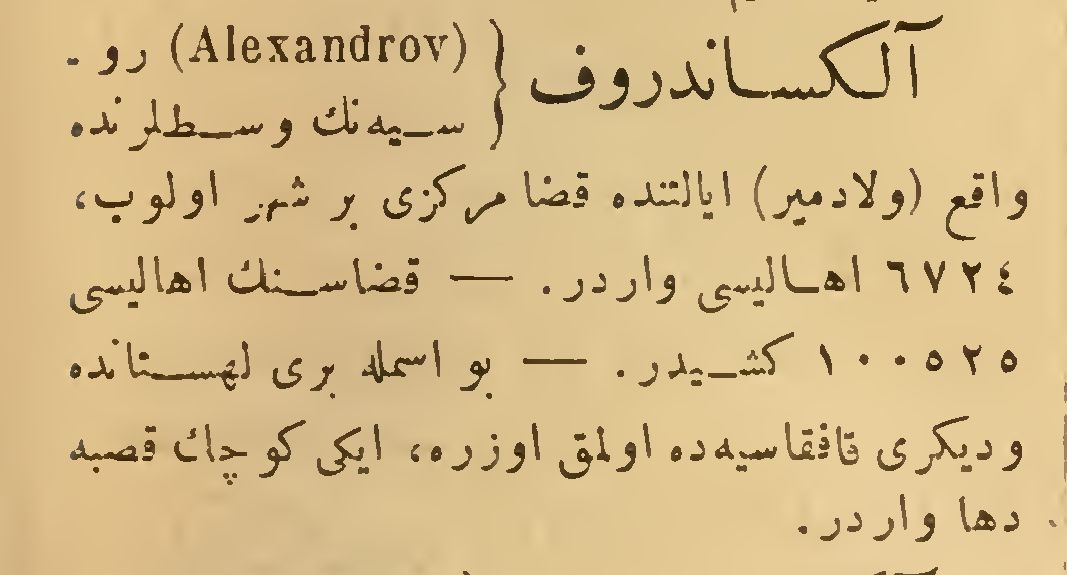 آلكساندروف { (Alexandrov) رو-
سيه‌نك وسطلرنده
واقع (ولادمير) ايالتنده قضا مركزى بر شهر اولوب،
٦٧٢٤ اهاليسى واردر. — قضاسنك اهاليسى
١٠٠٥٢٥ كشيدر. — بو اسمله برى لهستانده
وديكرى قافقاسيه‌ده اولمق اوزره، ايكى كوچك قصبه
دها واردر.